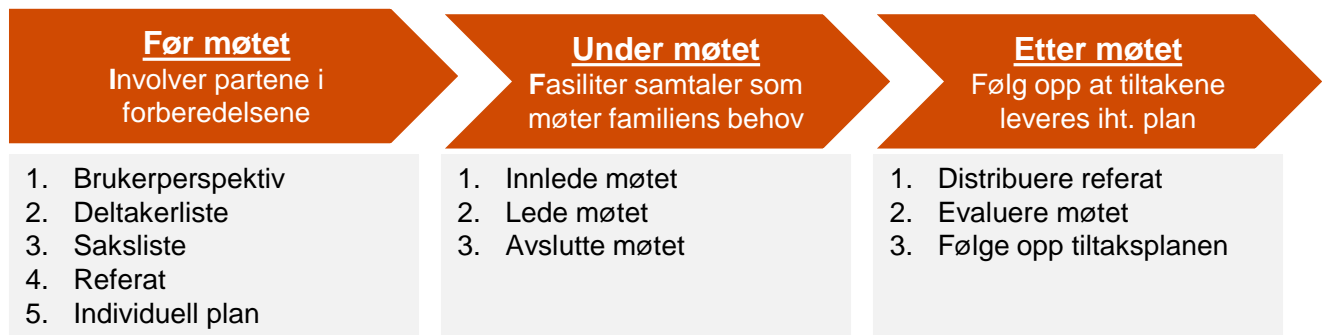 Før møtet
Involver partene i
forberedelsene
1. Brukerperspektiv
2. Deltakerliste
3. Saksliste
4. Referat
5. Individuell plan
Under møtet
Fasiliter samtaler som
møter familiens behov
1. Innlede møtet
2. Lede møtet
3. Avslutte møtet
Etter møtet
Følg opp at tiltakene
leveres iht. plan
1. Distribuere referat
2. Evaluere møtet
3. Følge opp tiltaksplanen